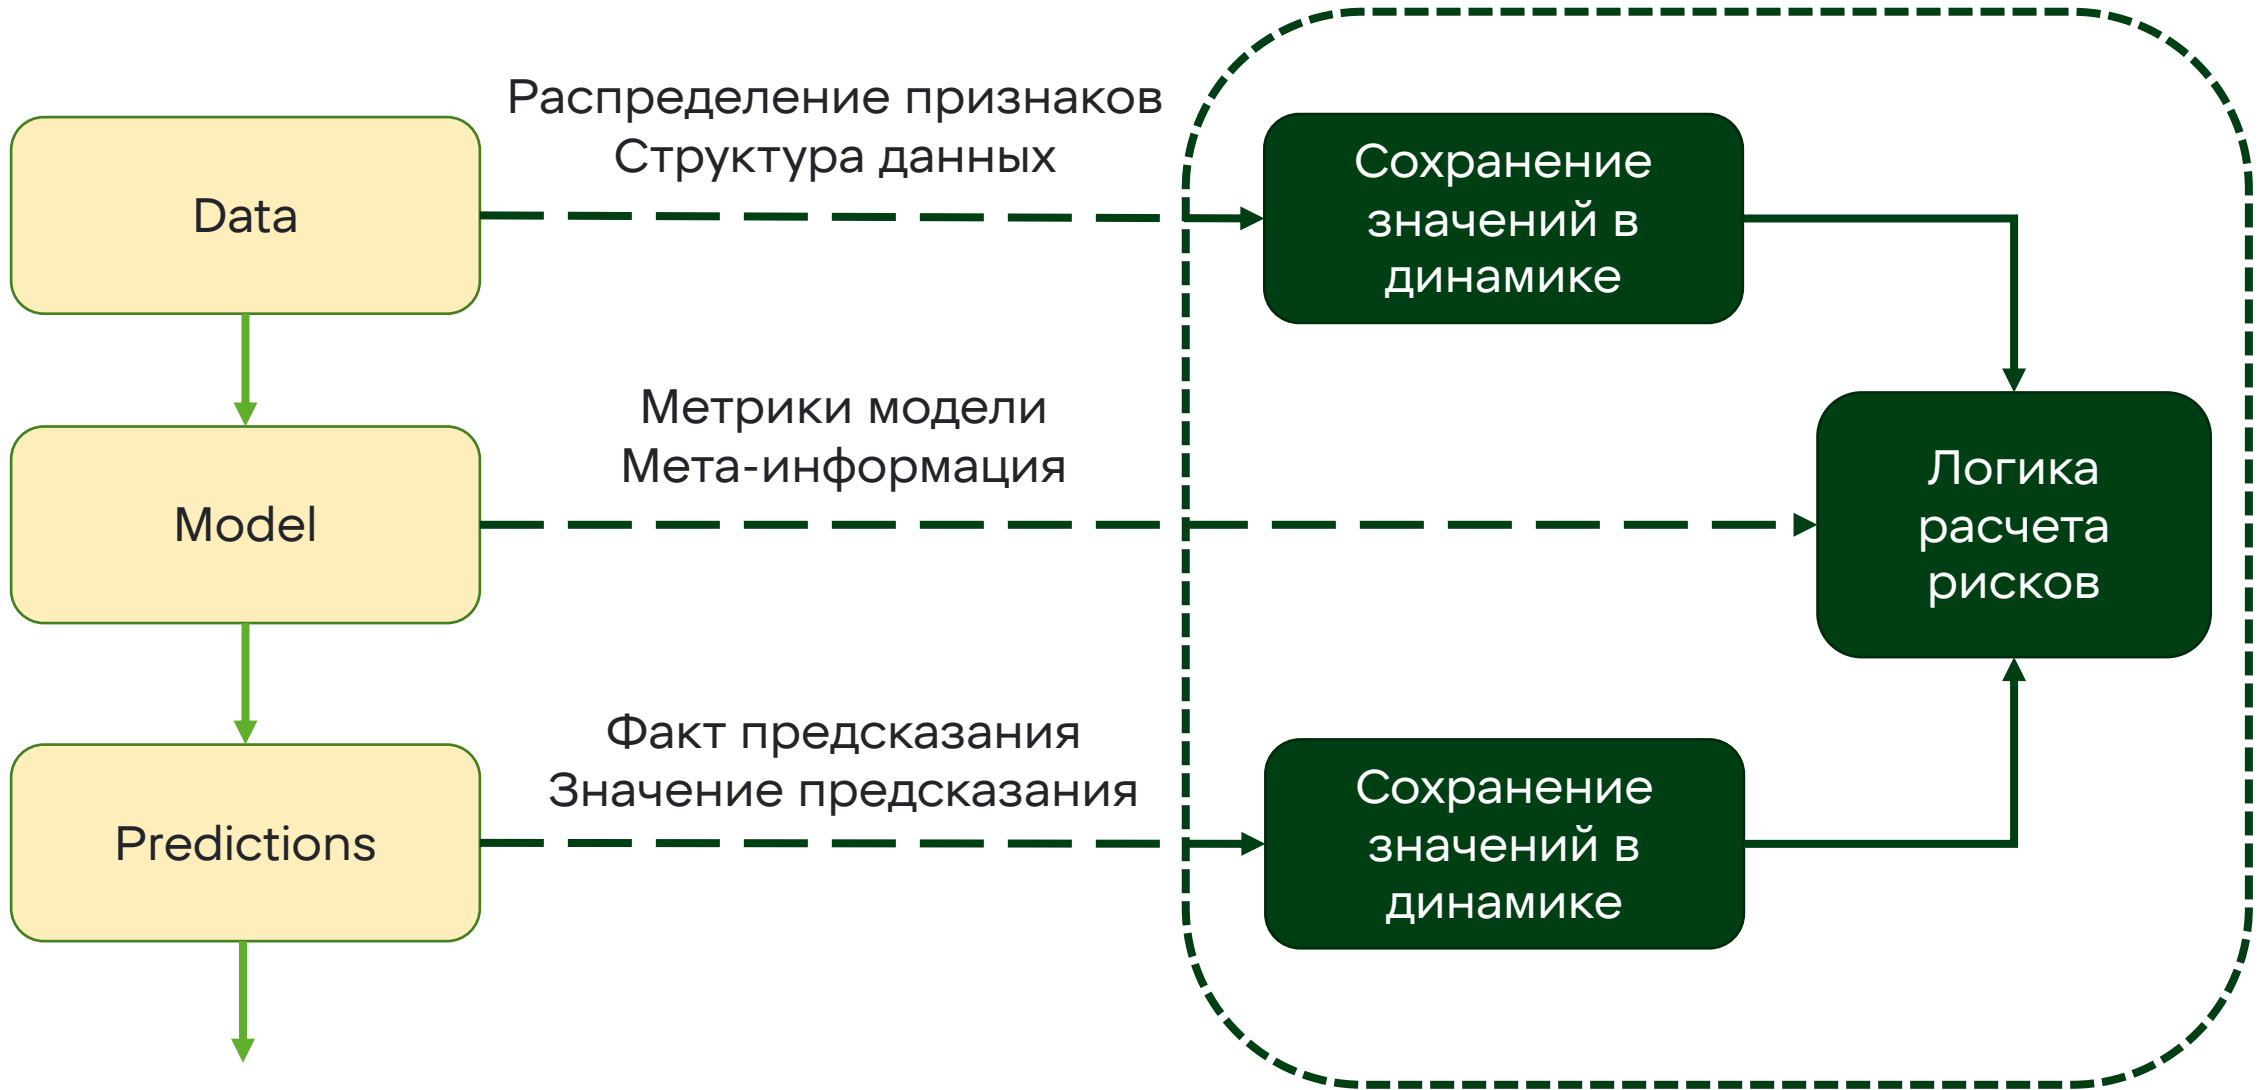 Распределение признаков
Структура данных
Data
Сохранение
значений в
динамике
Метрики модели
Мета-информация
Model
Логика
расчета
рисков
Факт предсказания
Значение предсказания
Predictions
Сохранение
значений в
динамике